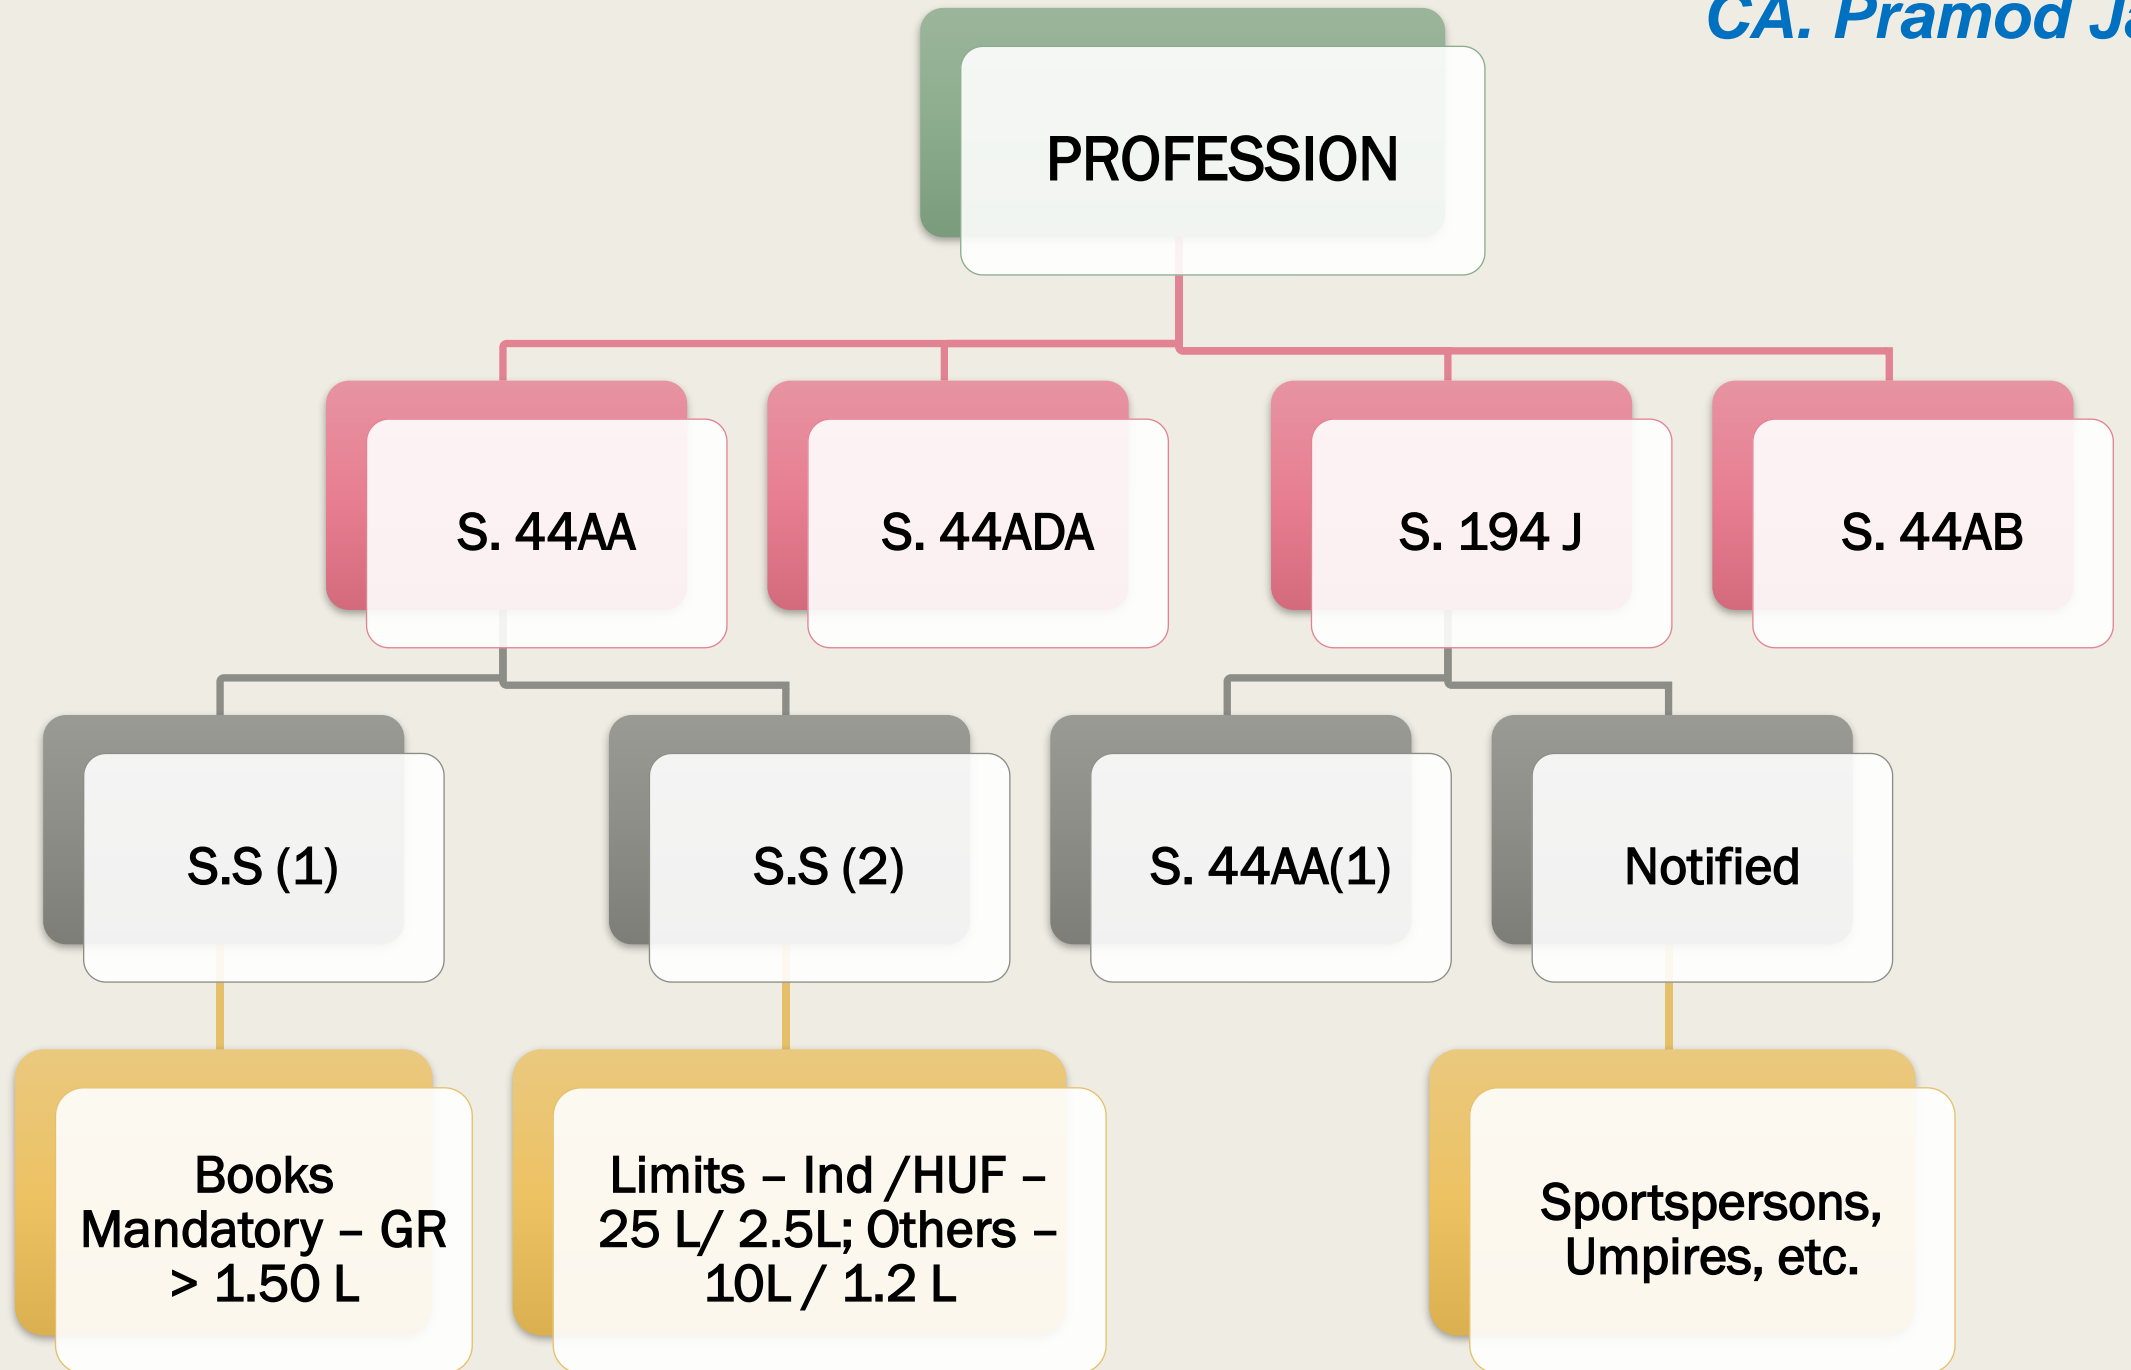 CA. Pramod
PROFESSION
S. 44AA
S. 44ADA
S. 194 J
S. 44AB
S.S (1)
S.S (2)
S. 44AA(1)
Notified
Books
Mandatory – GR
> 1.50 L
Limits – Ind /HUF –
25 L/ 2.5L; Others –
10L / 1.2 L
Sportspersons,
Umpires, etc.